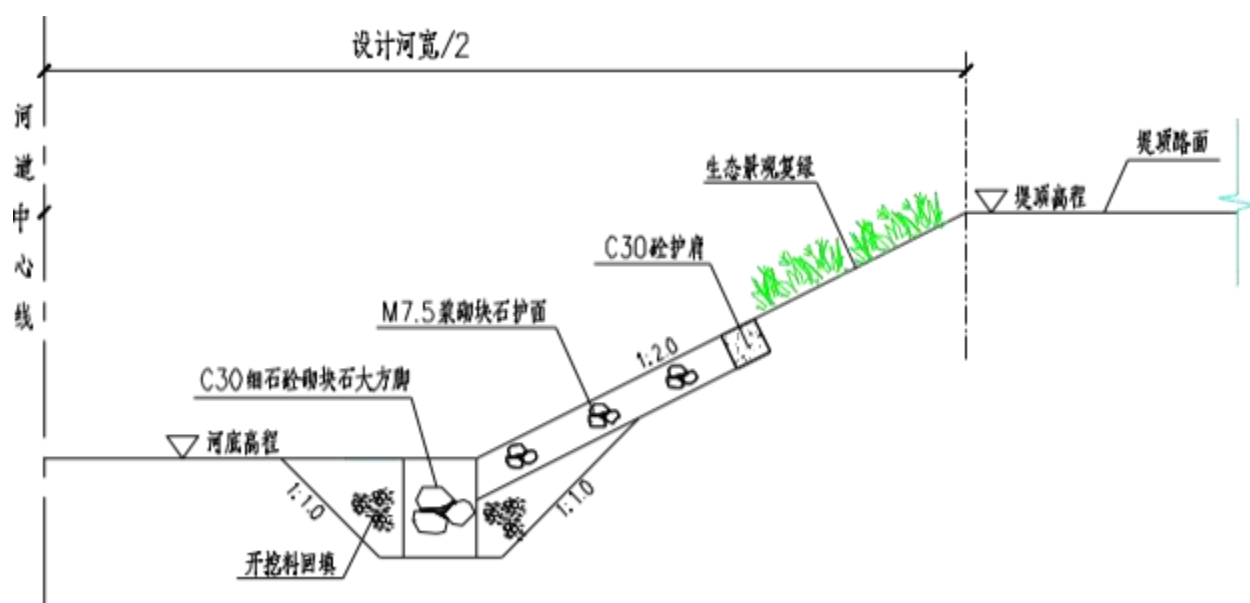 设计河宽/2
河道中心线
堤顶路面
生态景观复绿
堤顶高程
C30砼护肩
M7.5浆砌块石护面
1:2.0
C30细石砼砌块石大方脚
河底高程
1:1.0
1:1.0
开挖料回填